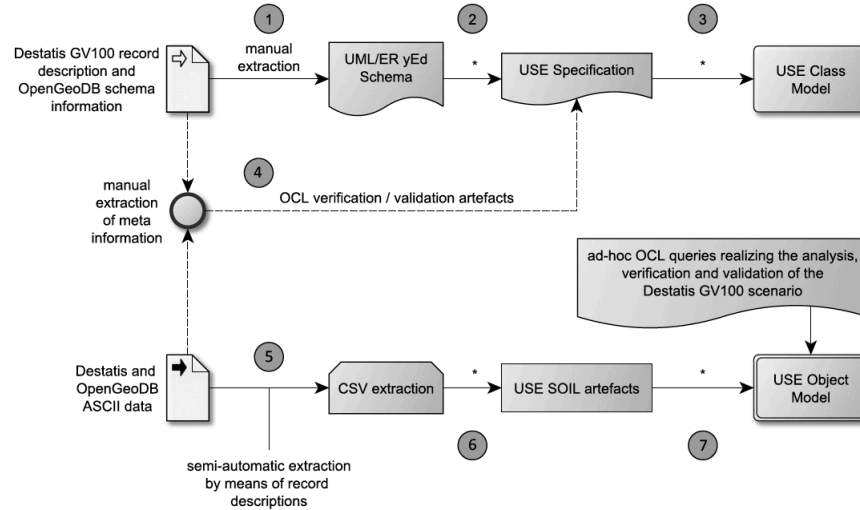 1
2
3
Destatis GV100 record
description and
OpenGeoDB schema
information
manual
extraction
UML/ER yEd
Schema
*
USE Specification
*
USE Class
Model
4
manual
extraction
of meta
information
OCL verification / validation artefacts
ad-hoc OCL queries realizing the analysis,
verification and validation of the
Destatis GV100 scenario
5
Destatis and
OpenGeoDB
ASCII data
CSV extraction
*
USE SOIL artefacts
*
USE Object
Model
6
7
semi-automatic extraction
by means of record
descriptions